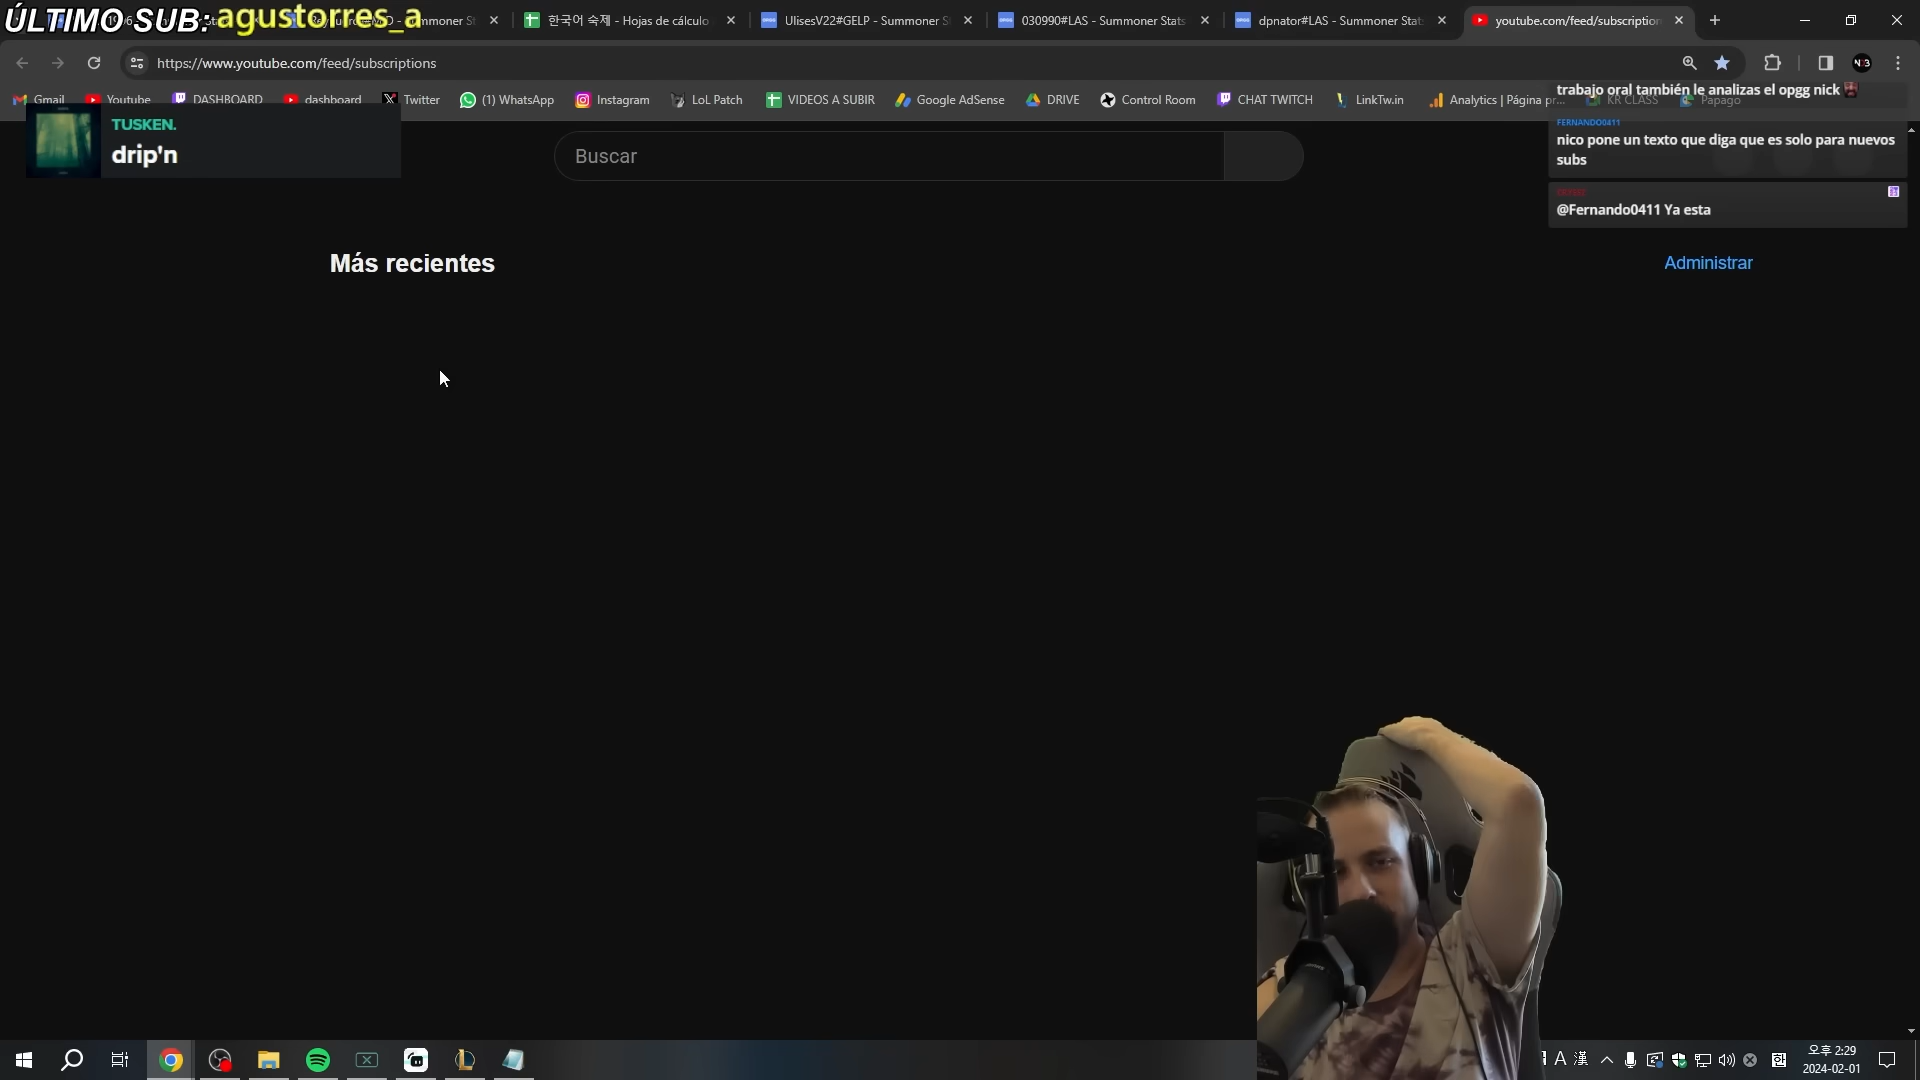 ÚLTIMO SUB: agustorres_a
한국어 숙제 - Hojas de cálculo
UlisesV22#GELP - Summoner S
030990#LAS - Summoner Stats
dpnator#LAS - Summoner Stat
youtube.com/feed/subscription
https://www.youtube.com/feed/subscriptions
Gmail
Youtube
DASHBOARD
dashboard
Twitter
(1) WhatsApp
Instagram
LoL Patch
VIDEOS A SUBIR
Google AdSense
DRIVE
Control Room
CHAT TWITCH
LinkTw.in
Analytics | Página pr...
KR CLASS
Papago
trabajo oral también le analizas el opgg nick
FERNANDO0411
nico pone un texto que diga que es solo para nuevos
subs
@Fernando0411 Ya esta
TUSKEN.
drip'n
Buscar
Más recientes
Administrar
A 漢
오후 2:29
2024-02-01